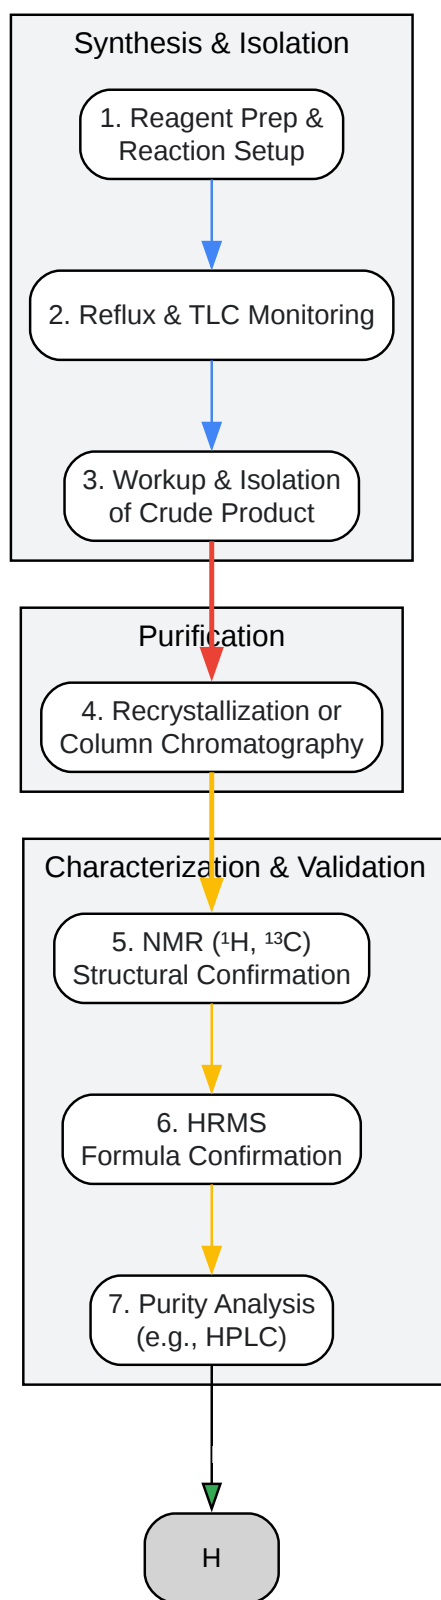 Synthesis & Isolation
1. Reagent Prep &
Reaction Setup
2. Reflux & TLC Monitoring
3. Workup & Isolation
of Crude Product
Purification
4. Recrystallization or
Column Chromatography
Characterization & Validation
5. NMR (¹H, ¹³C)
Structural Confirmation
6. HRMS
Formula Confirmation
7. Purity Analysis
(e.g., HPLC)
H